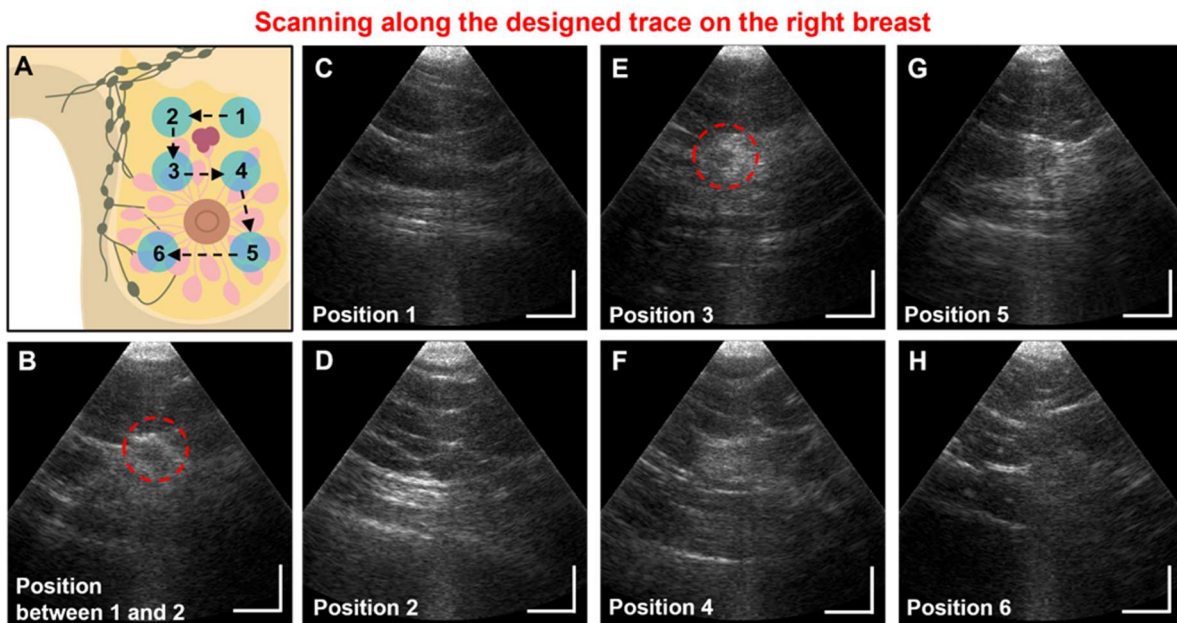 Scanning along the designed trace on the right breast
A
2
1
3
4
6
5
C
Position 1
E
Position 3
G
Position 5
B
Position
between 1 and 2
D
Position 2
F
Position 4
H
Position 6